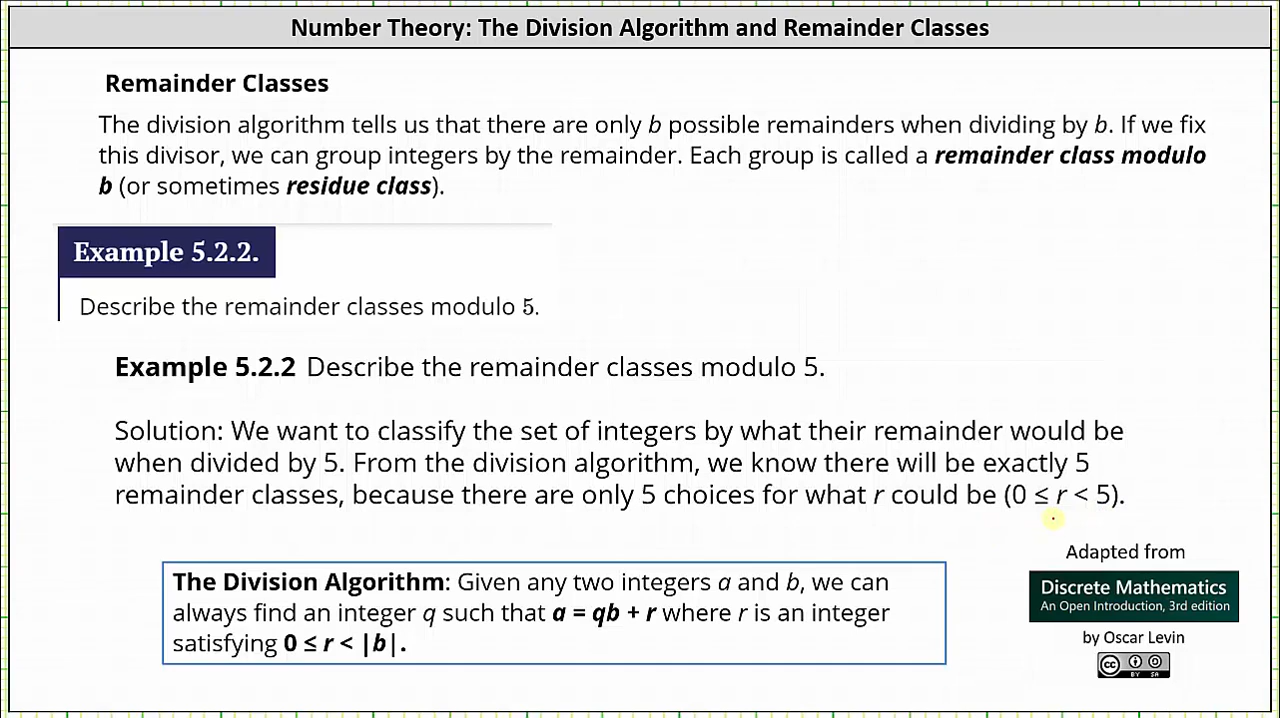 Number Theory: The Division Algorithm and Remainder Classes
Remainder Classes
The division algorithm tells us that there are only b possible remainders when dividing by b. If we fix
this divisor, we can group integers by the remainder. Each group is called a remainder class modulo
b (or sometimes residue class).
Example 5.2.2.
Describe the remainder classes modulo 5.
Example 5.2.2 Describe the remainder classes modulo 5.
Solution: We want to classify the set of integers by what their remainder would be
when divided by 5. From the division algorithm, we know there will be exactly 5
remainder classes, because there are only 5 choices for what r could be (0 ≤ r < 5).
The Division Algorithm: Given any two integers a and b, we can
always find an integer q such that a = qb + r where r is an integer
satisfying 0 ≤ r < |b|.
Adapted from
Discrete Mathematics
An Open Introduction, 3rd edition
by Oscar Levin
CC
BY SA